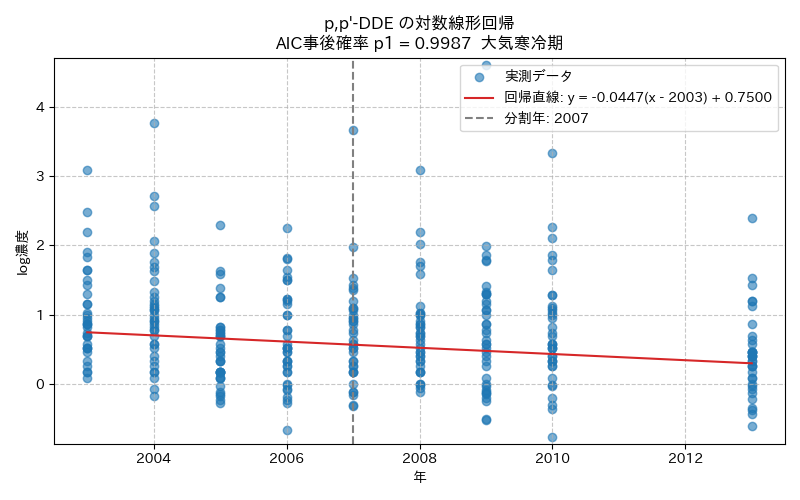 p,p'-DDE の対数線形回帰
AIC事後確率 p1 = 0.9987 大気寒冷期
実測データ
回帰直線: y = -0.0447(x - 2003) + 0.7500
分割年: 2007
log濃度
4
3
2
1
0
2004
2006
2008
2010
2012
年